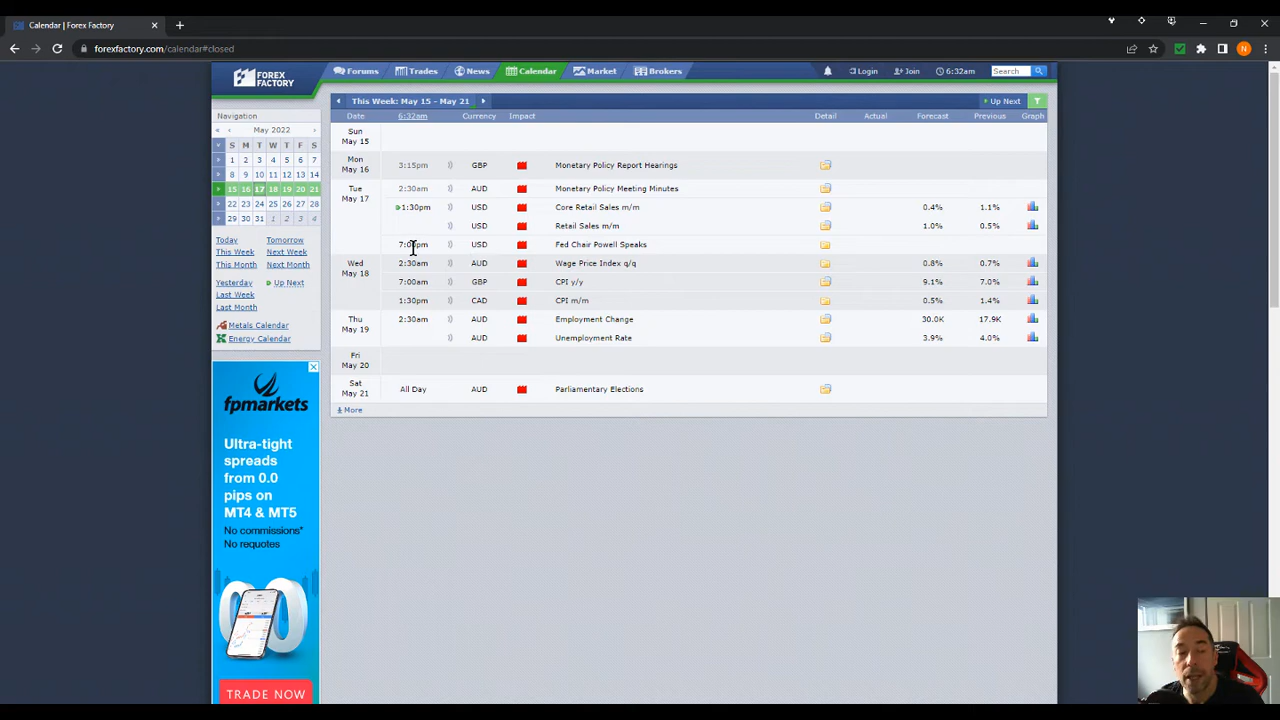 Calendar | Forex Factory
forexfactory.com/calendar#closed
N
FOREX
FACTORY
Forums
Trades
News
Calendar
Market
Brokers
Login
Join
6:32am
Search
Navigation
« ‹ May 2022 ›
S M T W T F S
1 2 3 4 5 6 7
8 9 10 11 12 13 14
15 16 17 18 19 20 21
22 23 24 25 26 27 28
29 30 31 1 2 3 4
Today Tomorrow
This Week Next Week
This Month Next Month
Yesterday Up Next
Last Week
Last Month
Metals Calendar
Energy Calendar
fpmarkets
Ultra-tight
spreads
from 0.0
pips on
MT4 & MT5
No commissions*
No requotes
TRADE NOW
This Week: May 15 - May 21
Up Next
Date 6:32am Currency Impact Detail Actual Forecast Previous Graph
Sun
May 15
Mon
May 16
3:15pm GBP Monetary Policy Report Hearings
Tue
May 17
2:30am AUD Monetary Policy Meeting Minutes
1:30pm USD Core Retail Sales m/m 0.4% 1.1%
USD Retail Sales m/m 1.0% 0.5%
7:00pm USD Fed Chair Powell Speaks
Wed
May 18
2:30am AUD Wage Price Index q/q 0.8% 0.7%
7:00am GBP CPI y/y 9.1% 7.0%
1:30pm CAD CPI m/m 0.5% 1.4%
Thu
May 19
2:30am AUD Employment Change 30.0K 17.9K
AUD Unemployment Rate 3.9% 4.0%
Fri
May 20
Sat
May 21
All Day AUD Parliamentary Elections
More